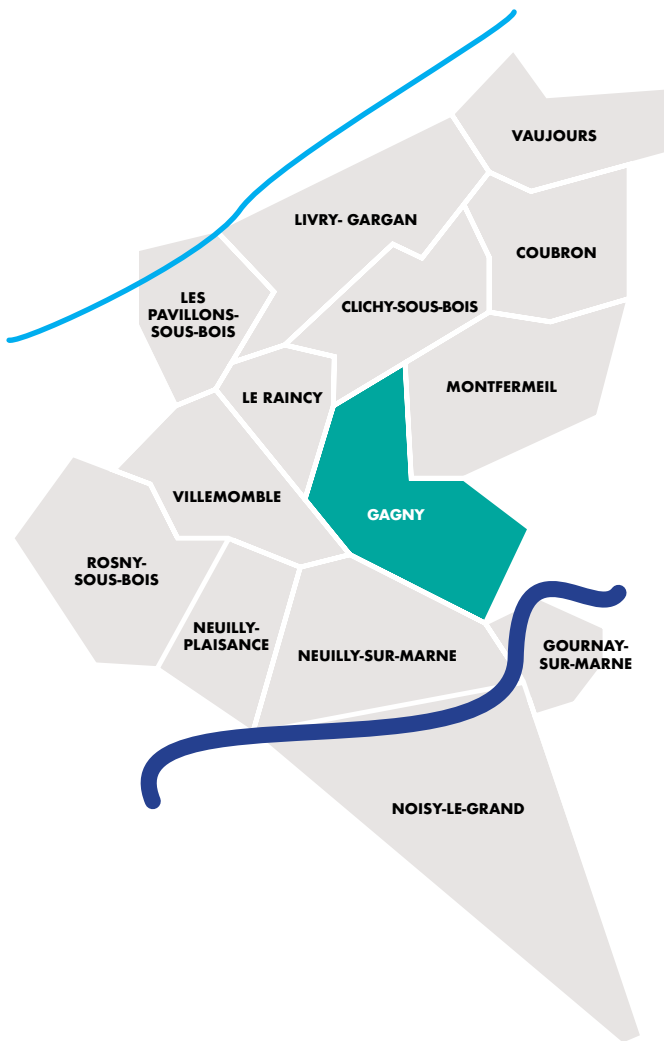 VAUJOURS
LIVRY- GARGAN
COUBRON
LES
PAVILLONS-
SOUS-BOIS
CLICHY-SOUS-BOIS
MONTFERMEIL
LE RAINCY
VILLEMOMBLE
GAGNY
ROSNY-
SOUS-BOIS
NEUILLY-
PLAISANCE
NEUILLY-SUR-MARNE
GOURNAY-
SUR-MARNE
NOISY-LE-GRAND